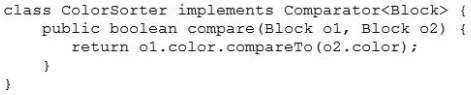 class ColorSorter implements Comparator<Block> {
    public boolean compare(Block o1, Block o2) {
        return o1.color.compareTo(o2.color);
    }
}